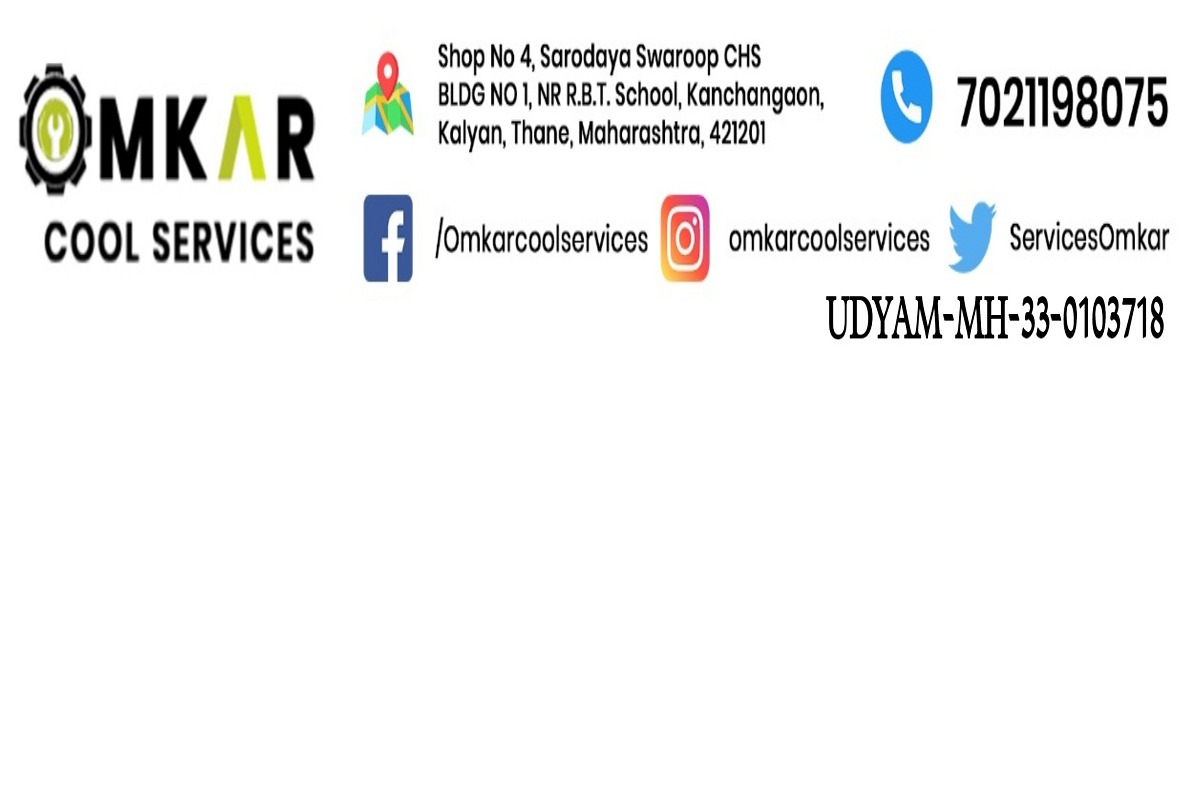 OMKAR
COOL SERVICES
Shop No 4, Sarodaya Swaroop CHS
BLDG NO 1, NR R.B.T. School, Kanchangaon,
Kalyan, Thane, Maharashtra, 421201
7021198075
/Omkarcoolservices
omkarcoolservices
ServicesOmkar
UDYAM-MH-33-0103718